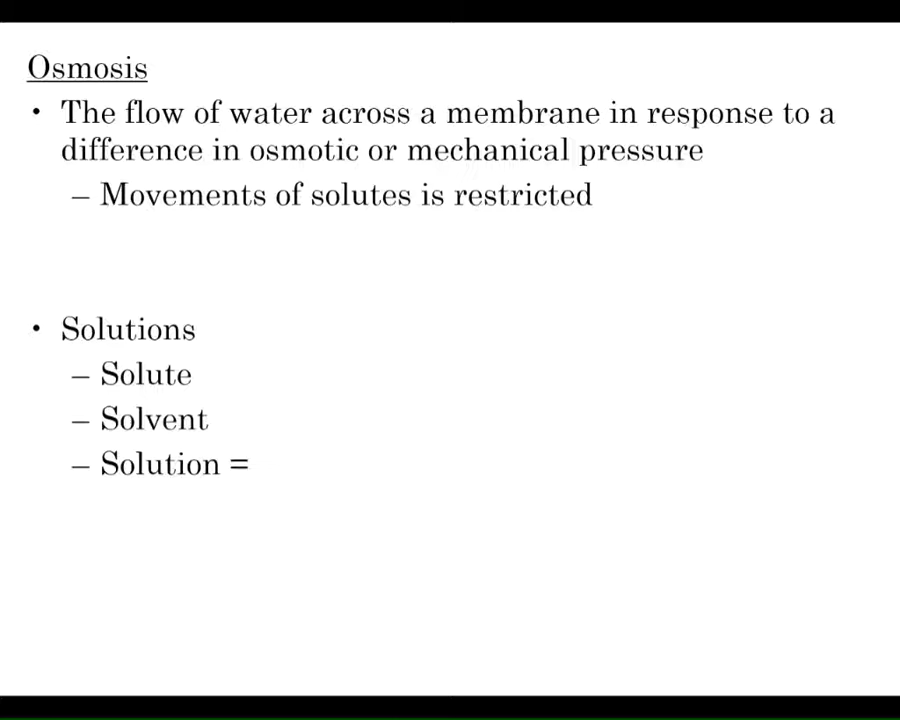 Osmosis
• The flow of water across a membrane in response to a
difference in osmotic or mechanical pressure
– Movements of solutes is restricted
• Solutions
– Solute
– Solvent
– Solution =